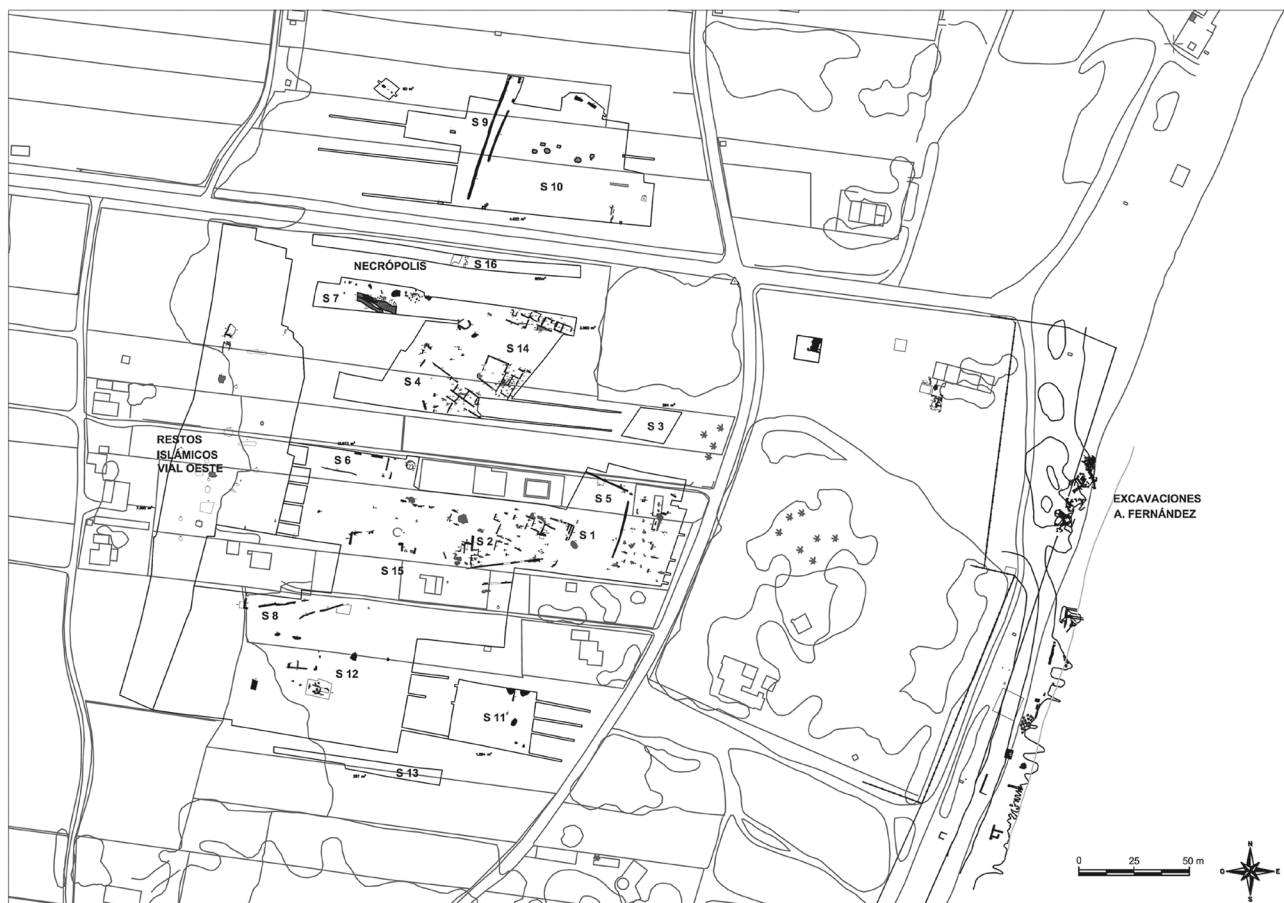 S 9
S 10
NECRÓPOLIS
S 16
S 7
S 14
S 4
S 3
RESTOS
ISLÁMICOS
VIAL OESTE
S 6
S 5
S 2
S 1
EXCAVACIONES
A. FERNÁNDEZ
S 15
S 8
S 12
S 11
S 13
0 25 50 m
N
O E
S